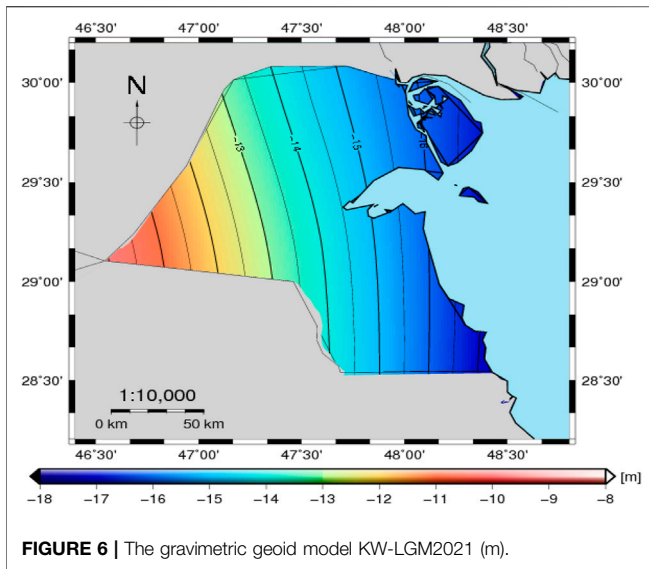 46°30' 47°00' 47°30' 48°00' 48°30'
30°00' 30°00'
N
-13
-14
-15
-16
29°30' 29°30'
29°00' 29°00'
28°30' 28°30'
1:10,000
0 km 50 km
46°30' 47°00' 47°30' 48°00' 48°30'
[m]
−18 −17 −16 −15 −14 −13 −12 −11 −10 −9 −8
FIGURE 6 | The gravimetric geoid model KW-LGM2021 (m).